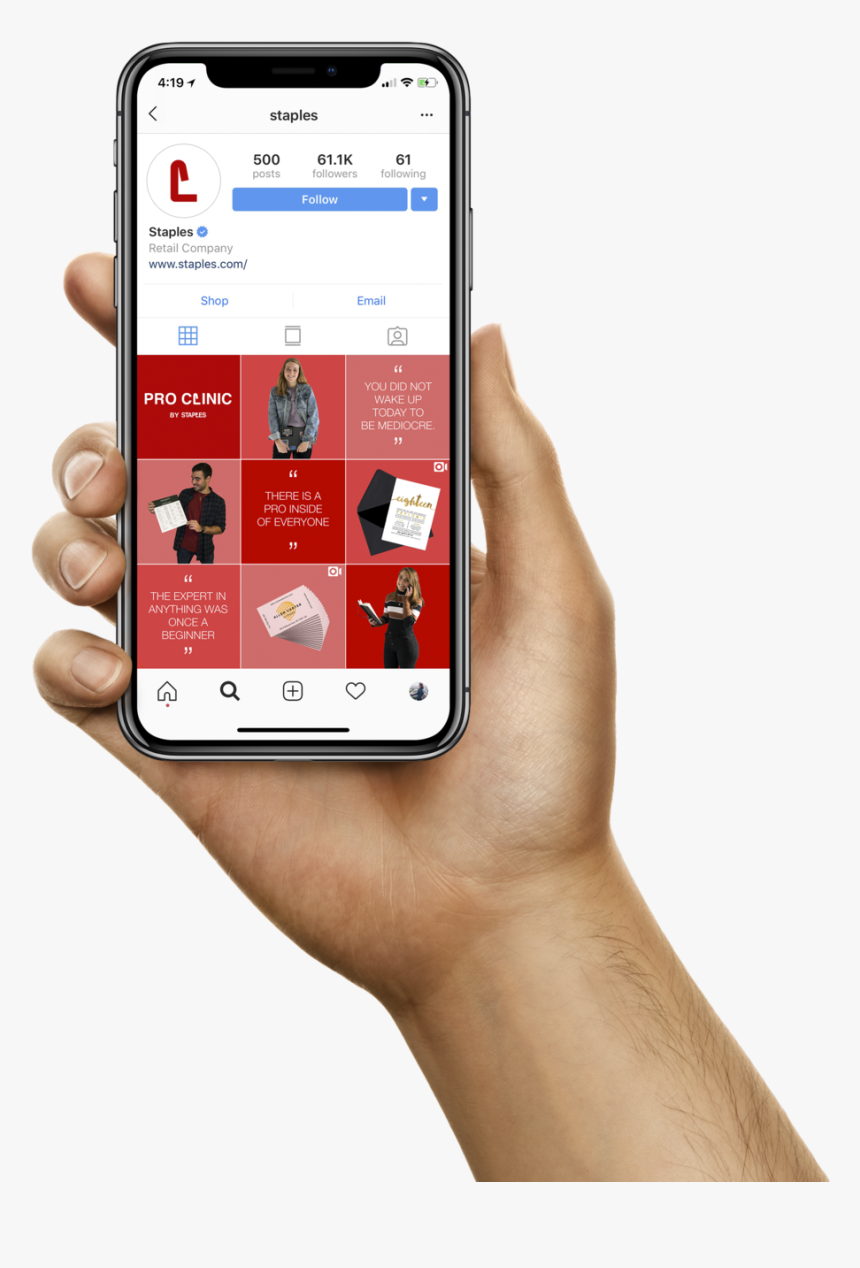 4:19
staples
500 61.1K 61
posts followers following
Follow
Staples
Retail Company
www.staples.com/
Shop Email
PRO CLINIC
BY STAPLES
“
YOU DID NOT
WAKE UP
TODAY TO
BE MEDIOCRE.
”
“
THERE IS A
PRO INSIDE
OF EVERYONE
”
eighteen
“
THE EXPERT IN
ANYTHING WAS
ONCE A
BEGINNER
”